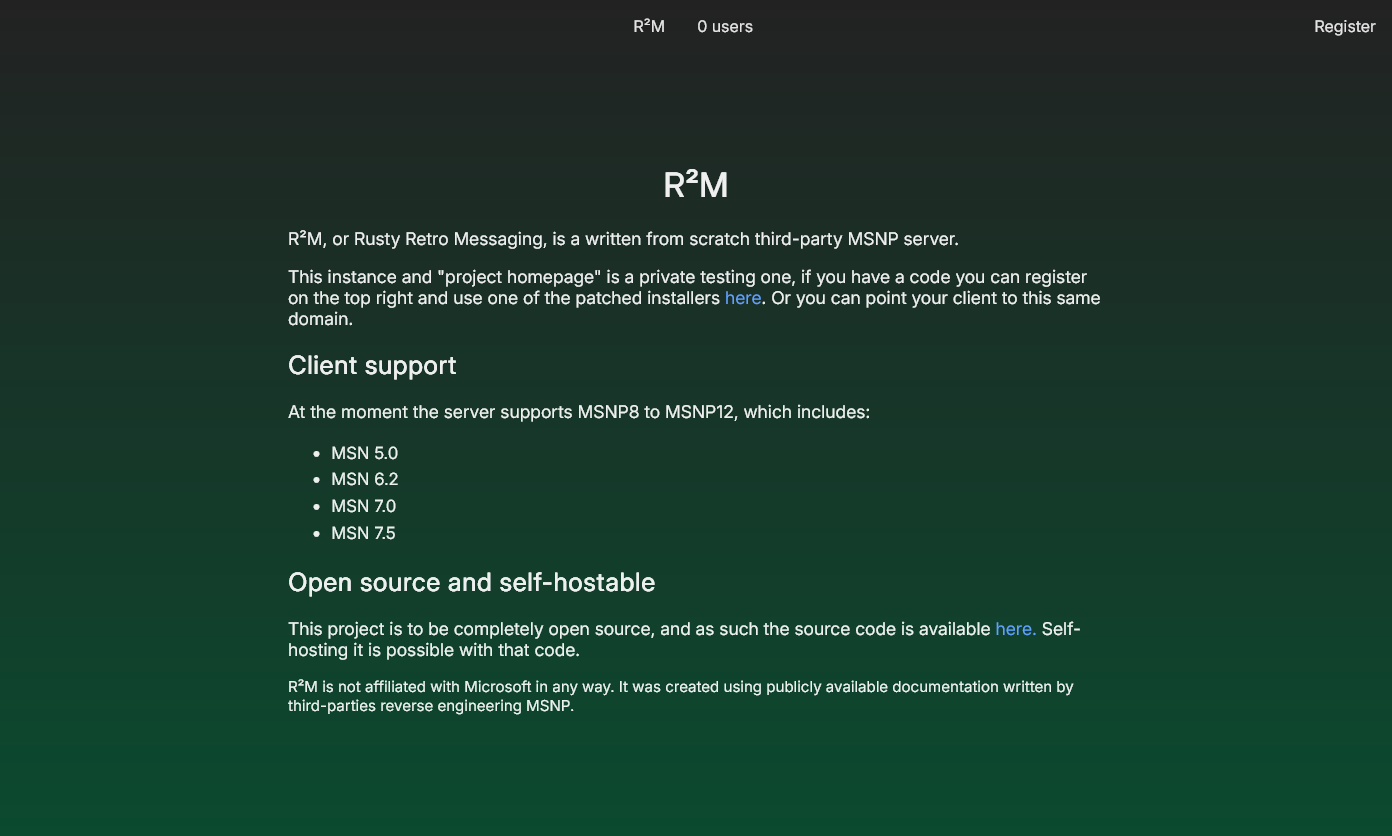 R²M
0 users
Register
R²M
R²M, or Rusty Retro Messaging, is a written from scratch third-party MSNP server.
This instance and "project homepage" is a private testing one, if you have a code you can register
on the top right and use one of the patched installers here. Or you can point your client to this same
domain.
Client support
At the moment the server supports MSNP8 to MSNP12, which includes:
• MSN 5.0
• MSN 6.2
• MSN 7.0
• MSN 7.5
Open source and self-hostable
This project is to be completely open source, and as such the source code is available here. Self-
hosting it is possible with that code.
R²M is not affiliated with Microsoft in any way. It was created using publicly available documentation written by
third-parties reverse engineering MSNP.